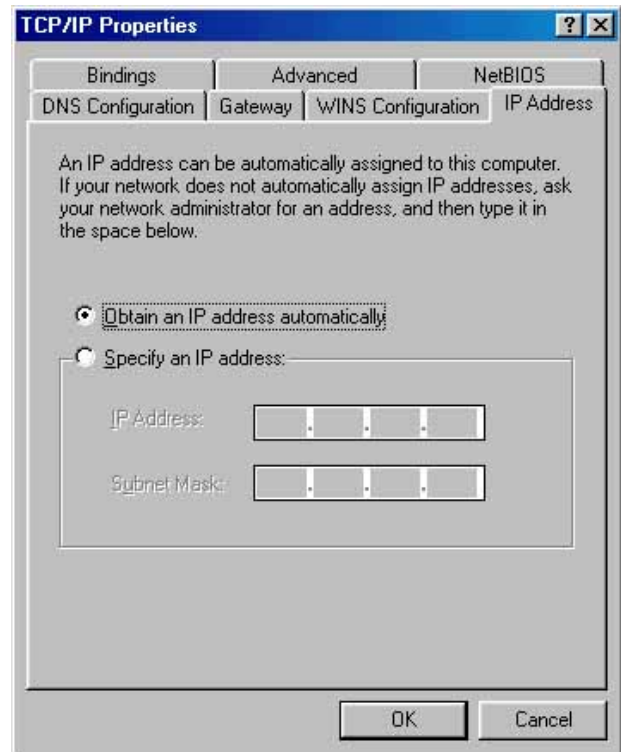 TCP/IP Properties
Bindings
Advanced
NetBIOS
DNS Configuration
Gateway
WINS Configuration
IP Address
An IP address can be automatically assigned to this computer.
If your network does not automatically assign IP addresses, ask
your network administrator for an address, and then type it in
the space below.
Obtain an IP address automatically
Specify an IP address:
IP Address:
Subnet Mask:
OK
Cancel